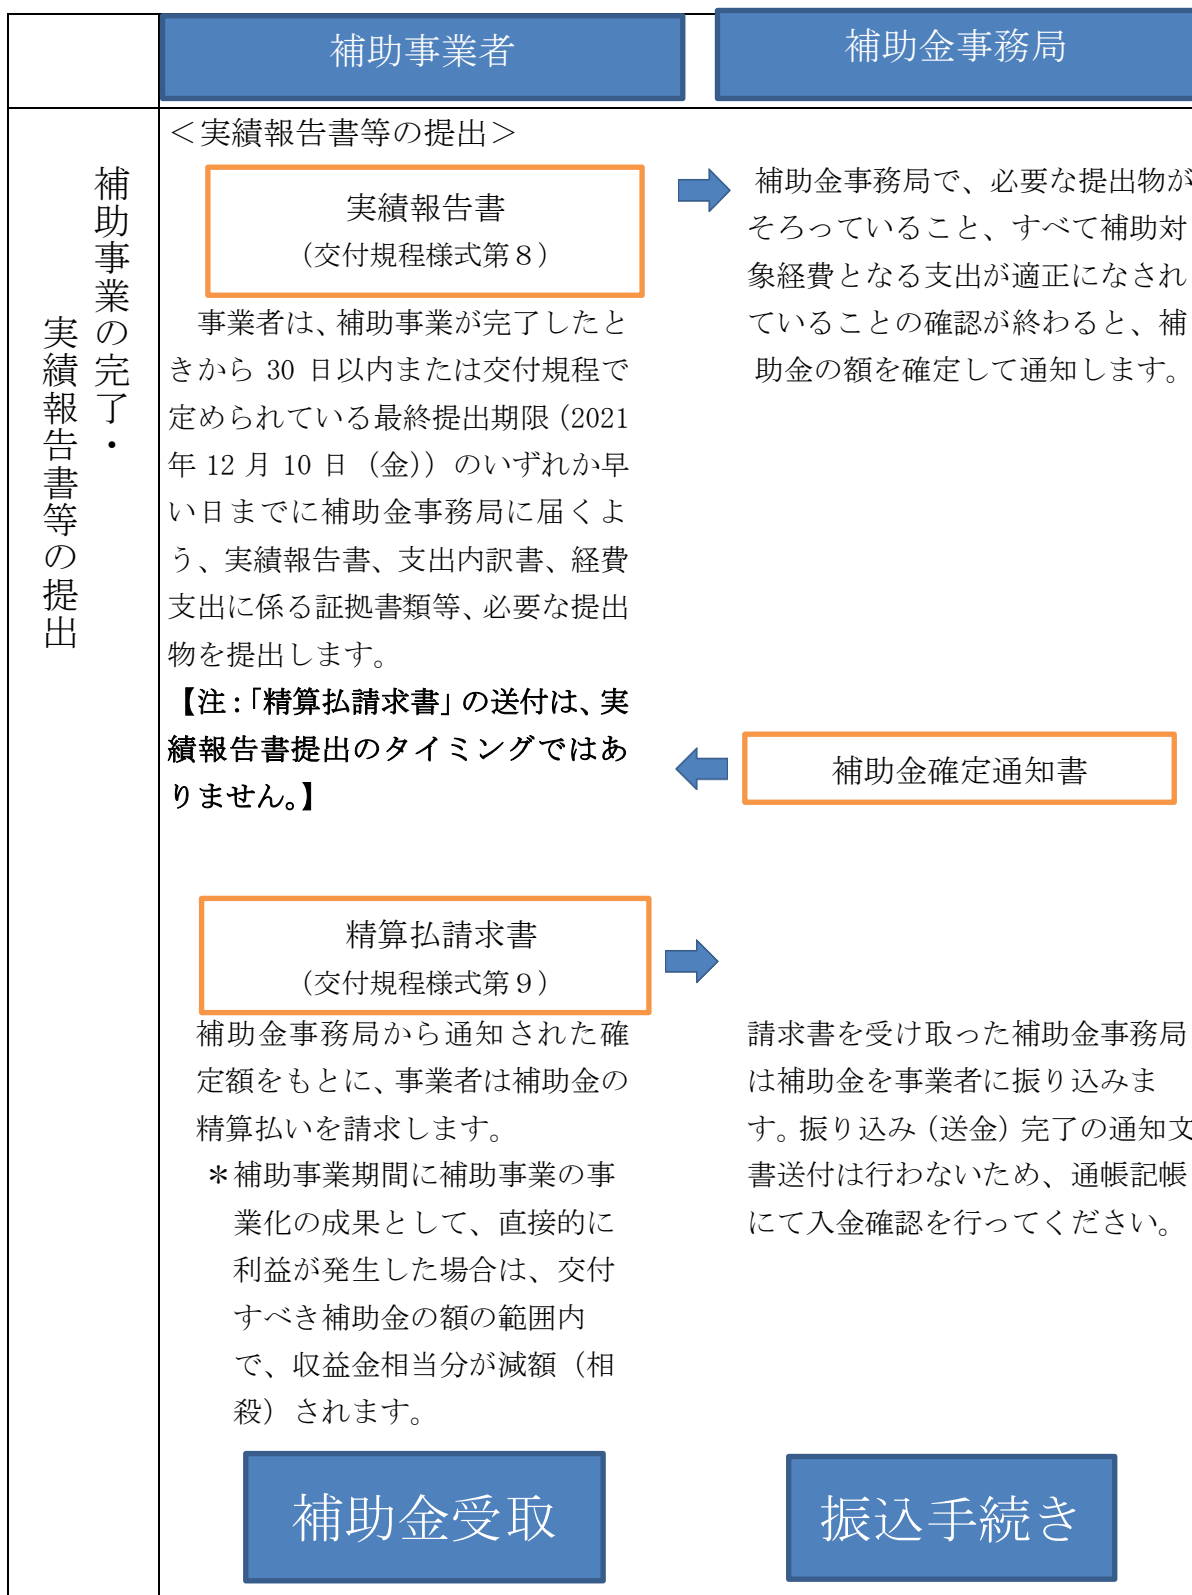 補助事業者
補助金事務局
補助事業の完了・
実績報告書等の提出
＜実績報告書等の提出＞
実績報告書
（交付規程様式第８）
事業者は、補助事業が完了したと
きから 30 日以内または交付規程で
定められている最終提出期限（2021
年 12 月 10 日（金））のいずれか早
い日までに補助金事務局に届くよ
う、実績報告書、支出内訳書、経費
支出に係る証拠書類等、必要な提出
物を提出します。
【注：「精算払請求書」の送付は、実
績報告書提出のタイミングではあ
りません。】
補助金事務局で、必要な提出物が
そろっていること、すべて補助対
象経費となる支出が適正になされ
ていることの確認が終わると、補
助金の額を確定して通知します。
補助金確定通知書
精算払請求書
（交付規程様式第９）
補助金事務局から通知された確
定額をもとに、事業者は補助金の
精算払いを請求します。
＊補助事業期間に補助事業の事
業化の成果として、直接的に
利益が発生した場合は、交付
すべき補助金の額の範囲内
で、収益金相当分が減額（相
殺）されます。
請求書を受け取った補助金事務局
は補助金を事業者に振り込みま
す。振り込み（送金）完了の通知文
書送付は行わないため、通帳記帳
にて入金確認を行ってください。
補助金受取
振込手続き